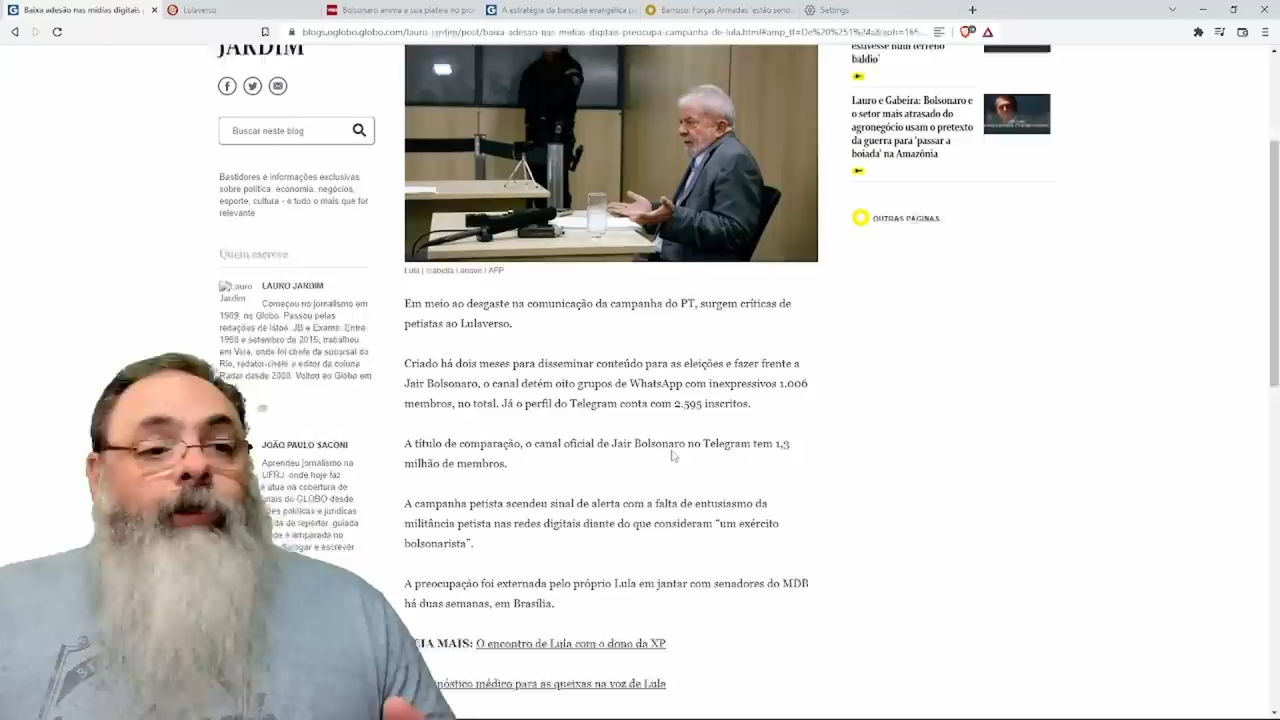 Baixa adesão nas mídias digitais
Lulaverso
Bolsonaro anima a sua plateia no pior
A estratégia da bancada evangélica p
Barroso: Forças Armadas 'estão send
Settings
blogs.oglobo.globo.com/lauro-jardim/post/baixa-adesao-nas-midias-digitais-preocupa-campanha-de-lula.html
JARDIM
Buscar neste blog
Bastidores e informações exclusivas
sobre política, economia, negócios,
esporte, cultura - e tudo o mais que for
relevante
Quem escreve
Lauro
Jardim
LAURO JARDIM
Começou no jornalismo em
1989, no Globo. Passou pelas
redações de Istoé, JB e Exame. Entre
1998 e setembro de 2015, trabalhou
em Veja, onde foi chefe da sucursal do
Rio, redator-chefe e editor da coluna
Radar desde 2000. Voltou ao Globo em
JOÃO PAULO SACONI
Aprendeu jornalismo na
UFRJ, onde hoje faz
atua na cobertura de
do GLOBO desde
políticas e jurídicas
de repórter, guiada
e amparada no
e escrever
Lula | Isabella Lanave / AFP
Em meio ao desgaste na comunicação da campanha do PT, surgem críticas de
petistas ao Lulaverso.
Criado há dois meses para disseminar conteúdo para as eleições e fazer frente a
Jair Bolsonaro, o canal detém oito grupos de WhatsApp com inexpressivos 1.006
membros, no total. Já o perfil do Telegram conta com 2.595 inscritos.
A título de comparação, o canal oficial de Jair Bolsonaro no Telegram tem 1,3
milhão de membros.
A campanha petista acendeu sinal de alerta com a falta de entusiasmo da
militância petista nas redes digitais diante do que consideram “um exército
bolsonarista”.
A preocupação foi externada pelo próprio Lula em jantar com senadores do MDB
há duas semanas, em Brasília.
IA MAIS: O encontro de Lula com o dono da XP
nóstico médico para as queixas na voz de Lula
estivesse num terreno
baldio'
Lauro e Gabeira: Bolsonaro e
o setor mais atrasado do
agronegócio usam o pretexto
da guerra para 'passar a
boiada' na Amazônia
OUTRAS PÁGINAS